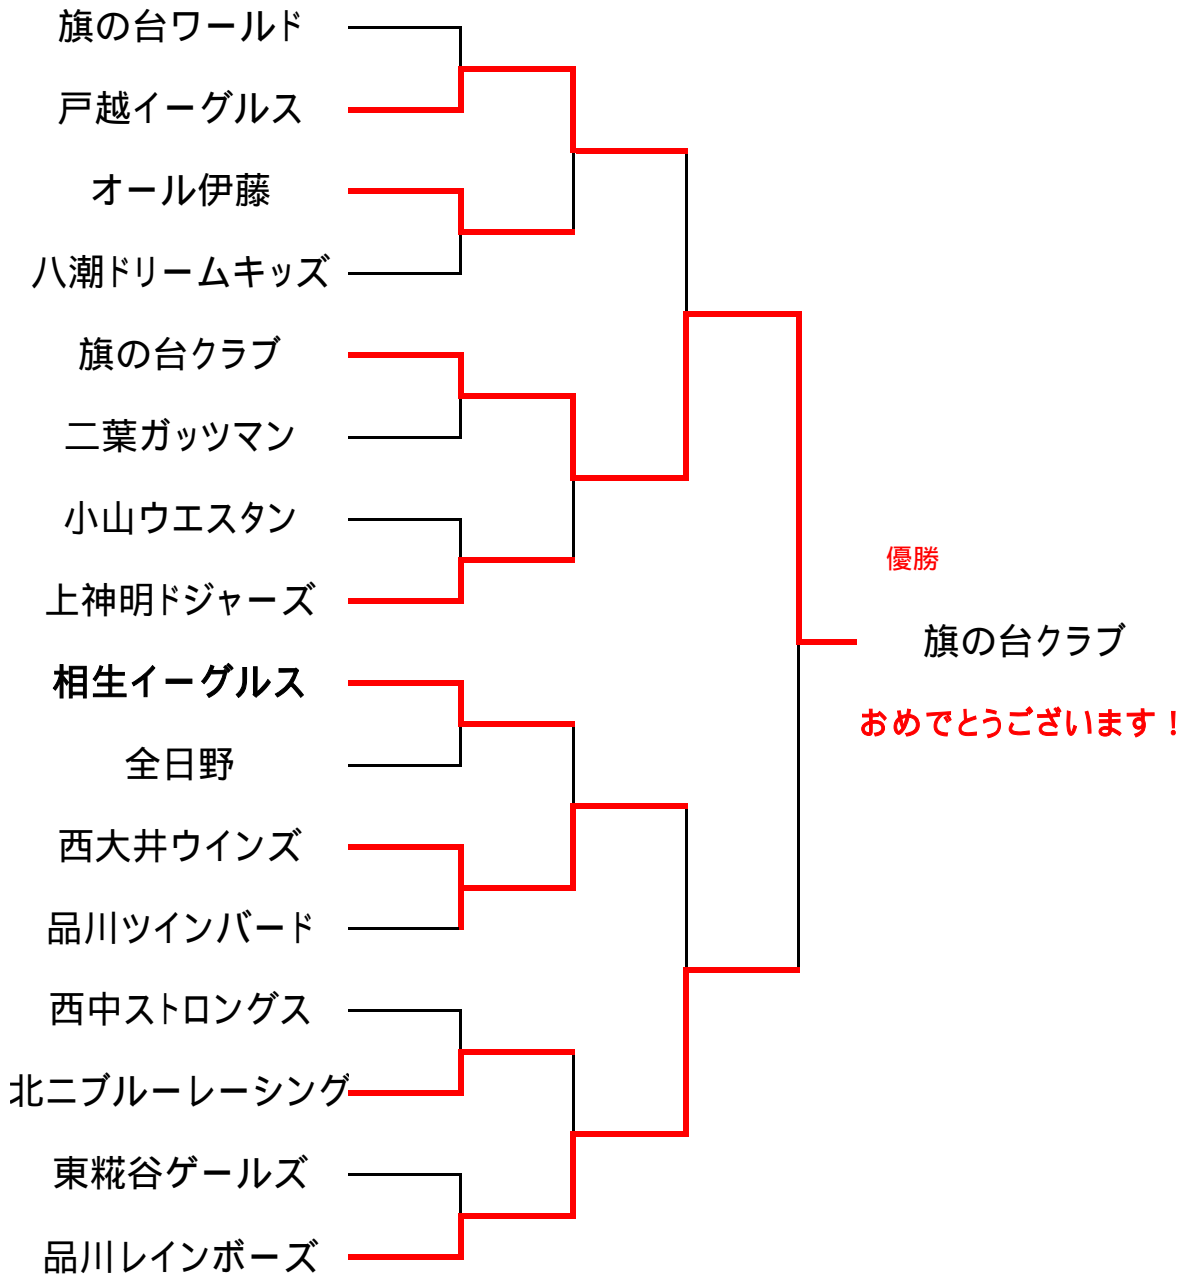 旗の台ワールド
戸越イーグルス
オール伊藤
八潮ドリームキッズ
旗の台クラブ
二葉ガッツマン
小山ウエスタン
上神明ドジャーズ
相生イーグルス
全日野
西大井ウインズ
品川ツインバード
西中ストロングス
北ニブルーレーシング
東糀谷ゲールズ
品川レインボーズ
優勝
旗の台クラブ
おめでとうございます！